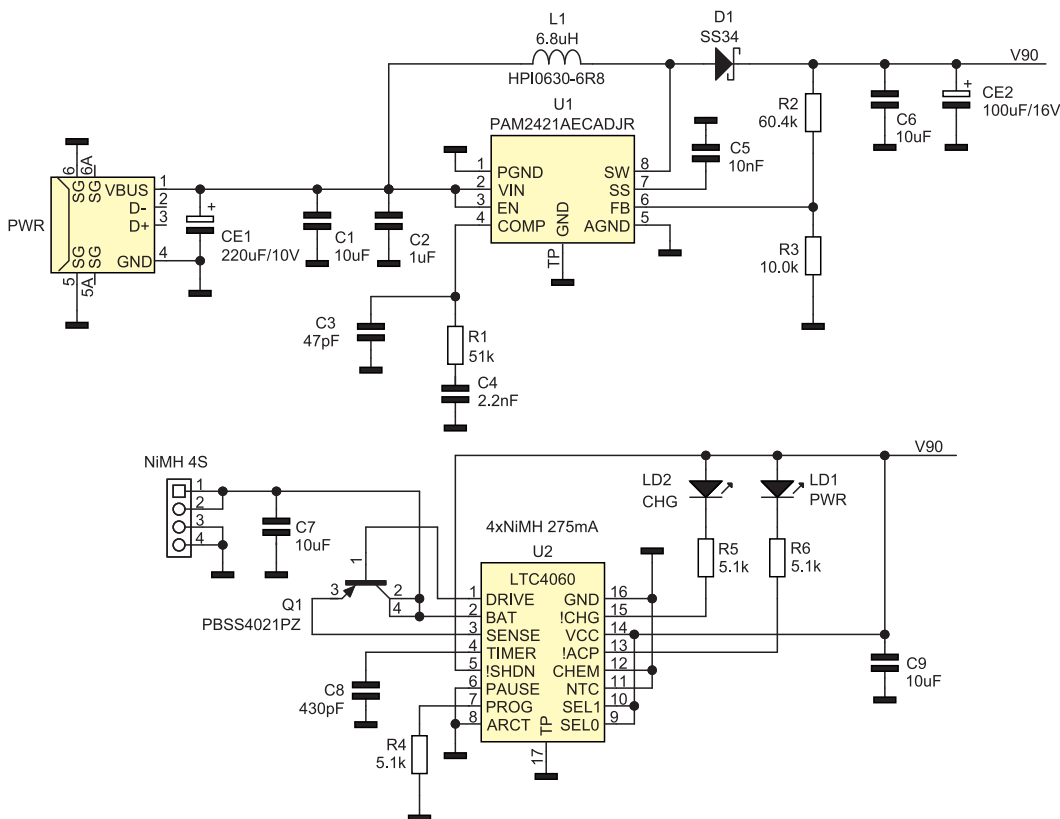 L1
6.8uH
HPI0630-6R8
D1
SS34
V90
U1
PAM2421AECADJR
R2
60.4k
C6
10uF
CE2
100uF/16V
+
C5
10nF
1 PGND SW 8
2 VIN SS 7
3 EN FB 6
4 COMP AGND 5
GND
TP
PWR
6 SG
6A SG
VBUS 1
D- 2
D+ 3
GND 4
5 SG
5A SG
+
CE1
220uF/10V
C1
10uF
C2
1uF
R3
10.0k
C3
47pF
R1
51k
C4
2.2nF
NiMH 4S
1
2
3
4
C7
10uF
V90
LD2
CHG
LD1
PWR
R5
5.1k
R6
5.1k
4xNiMH 275mA
U2
LTC4060
1
3
2
4
Q1
PBSS4021PZ
1 DRIVE GND 16
2 BAT !CHG 15
3 SENSE VCC 14
4 TIMER !ACP 13
5 !SHDN CHEM 12
6 PAUSE NTC 11
7 PROG SEL1 10
8 ARCT SEL0 9
TP
17
C8
430pF
R4
5.1k
C9
10uF